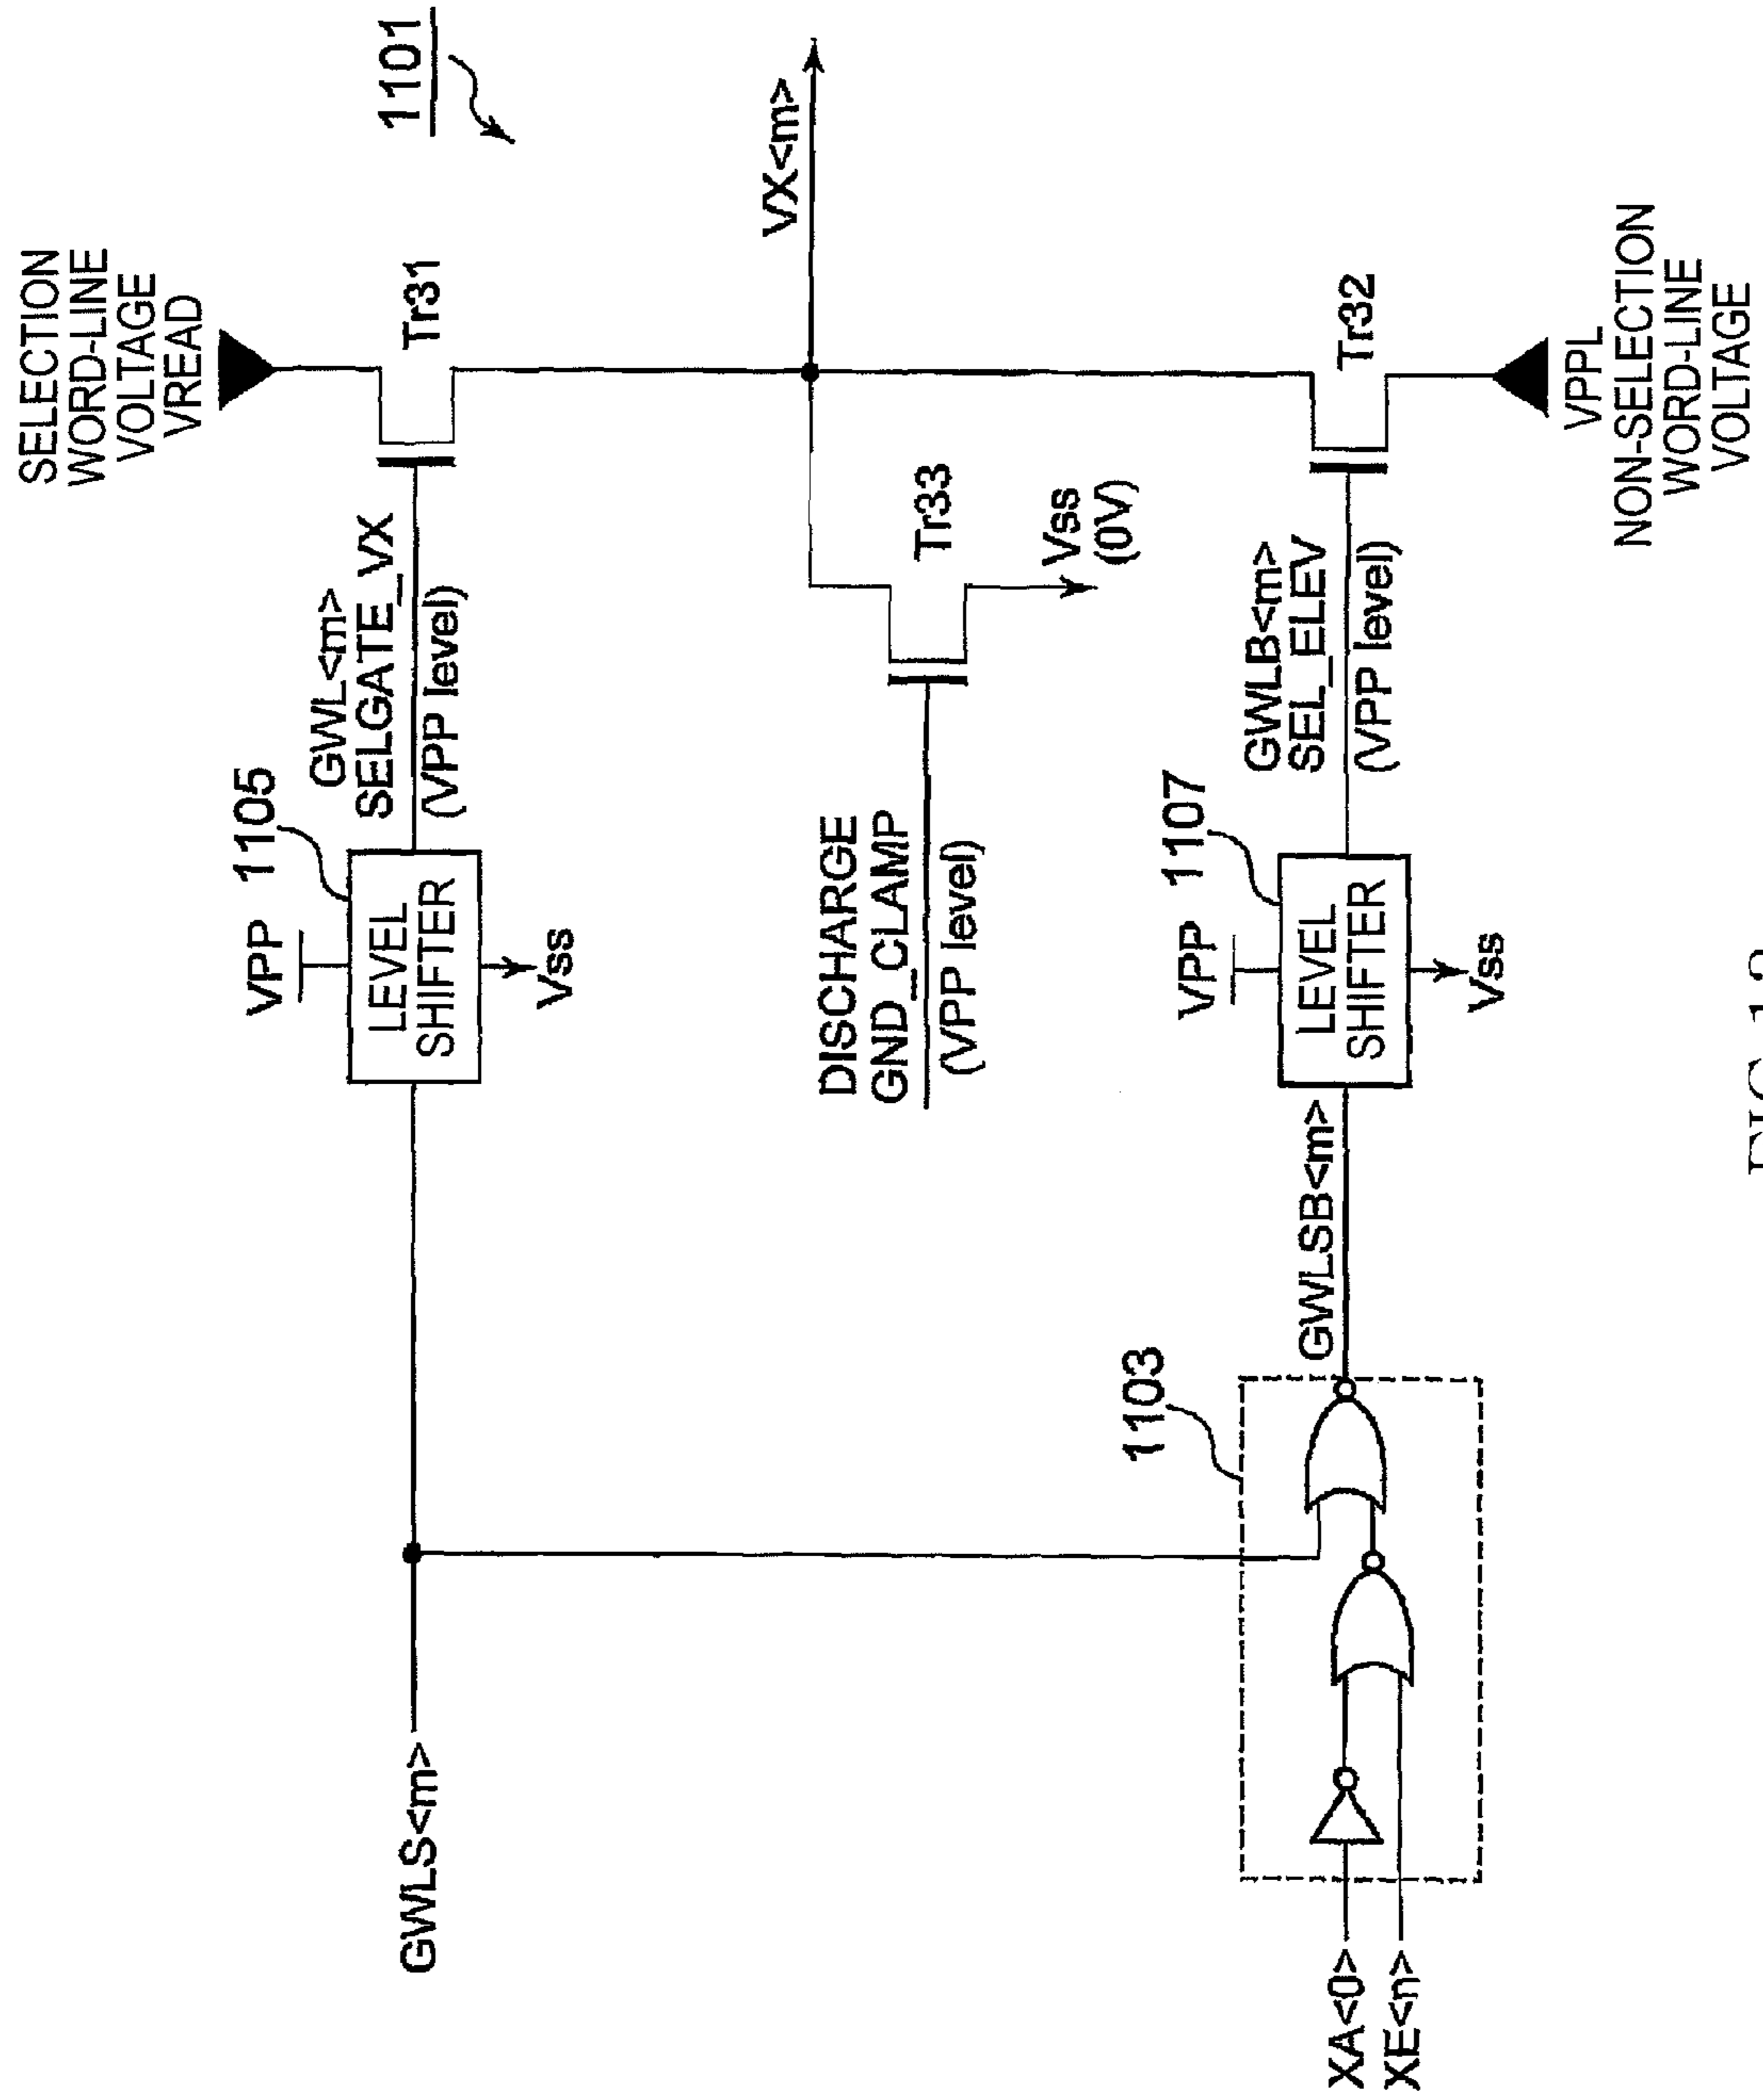 1101
SELECTION
WORD-LINE
VOLTAGE
VREAD
Tr31
VX<m>
GWL<m>
SELGATE_VX
(VPP level)
1105
VPP
LEVEL
SHIFTER
Vss
GWLS<m>
Tr33
Vss
(0V)
DISCHARGE
GND_CLAMP
(VPP level)
Tr32
VPPL
NON-SELECTION
WORD-LINE
VOLTAGE
GWLB<m>
SEL_ELEV
(VPP level)
1107
VPP
LEVEL
SHIFTER
Vss
GWLSB<m>
1103
XA<0>
XE<n>